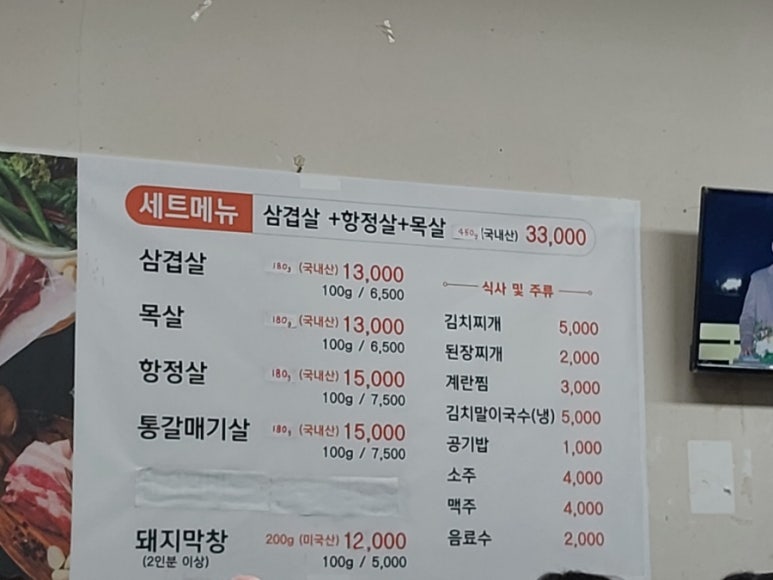 세트메뉴 삼겹살 +항정살+목살 450g (국내산) 33,000
삼겹살 180g (국내산) 13,000
100g / 6,500
목살 180g (국내산) 13,000
100g / 6,500
항정살 180g (국내산) 15,000
100g / 7,500
통갈매기살 180g (국내산) 15,000
100g / 7,500
돼지막창 200g (미국산) 12,000
(2인분 이상) 100g / 5,000
식사 및 주류
김치찌개 5,000
된장찌개 2,000
계란찜 3,000
김치말이국수(냉) 5,000
공기밥 1,000
소주 4,000
맥주 4,000
음료수 2,000